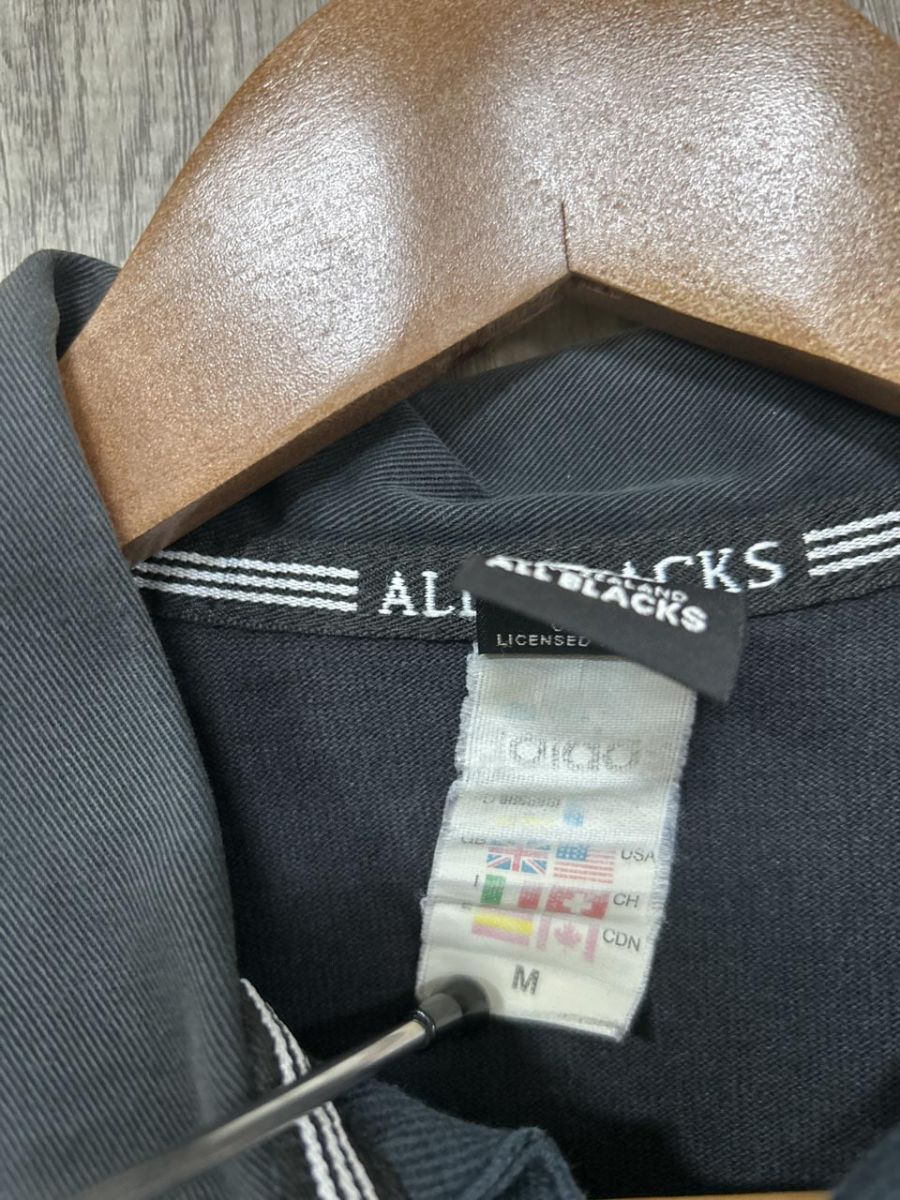 ALL BLACKS
ALL BLACKS
LICENSED
GB USA
I CH
CDN
M